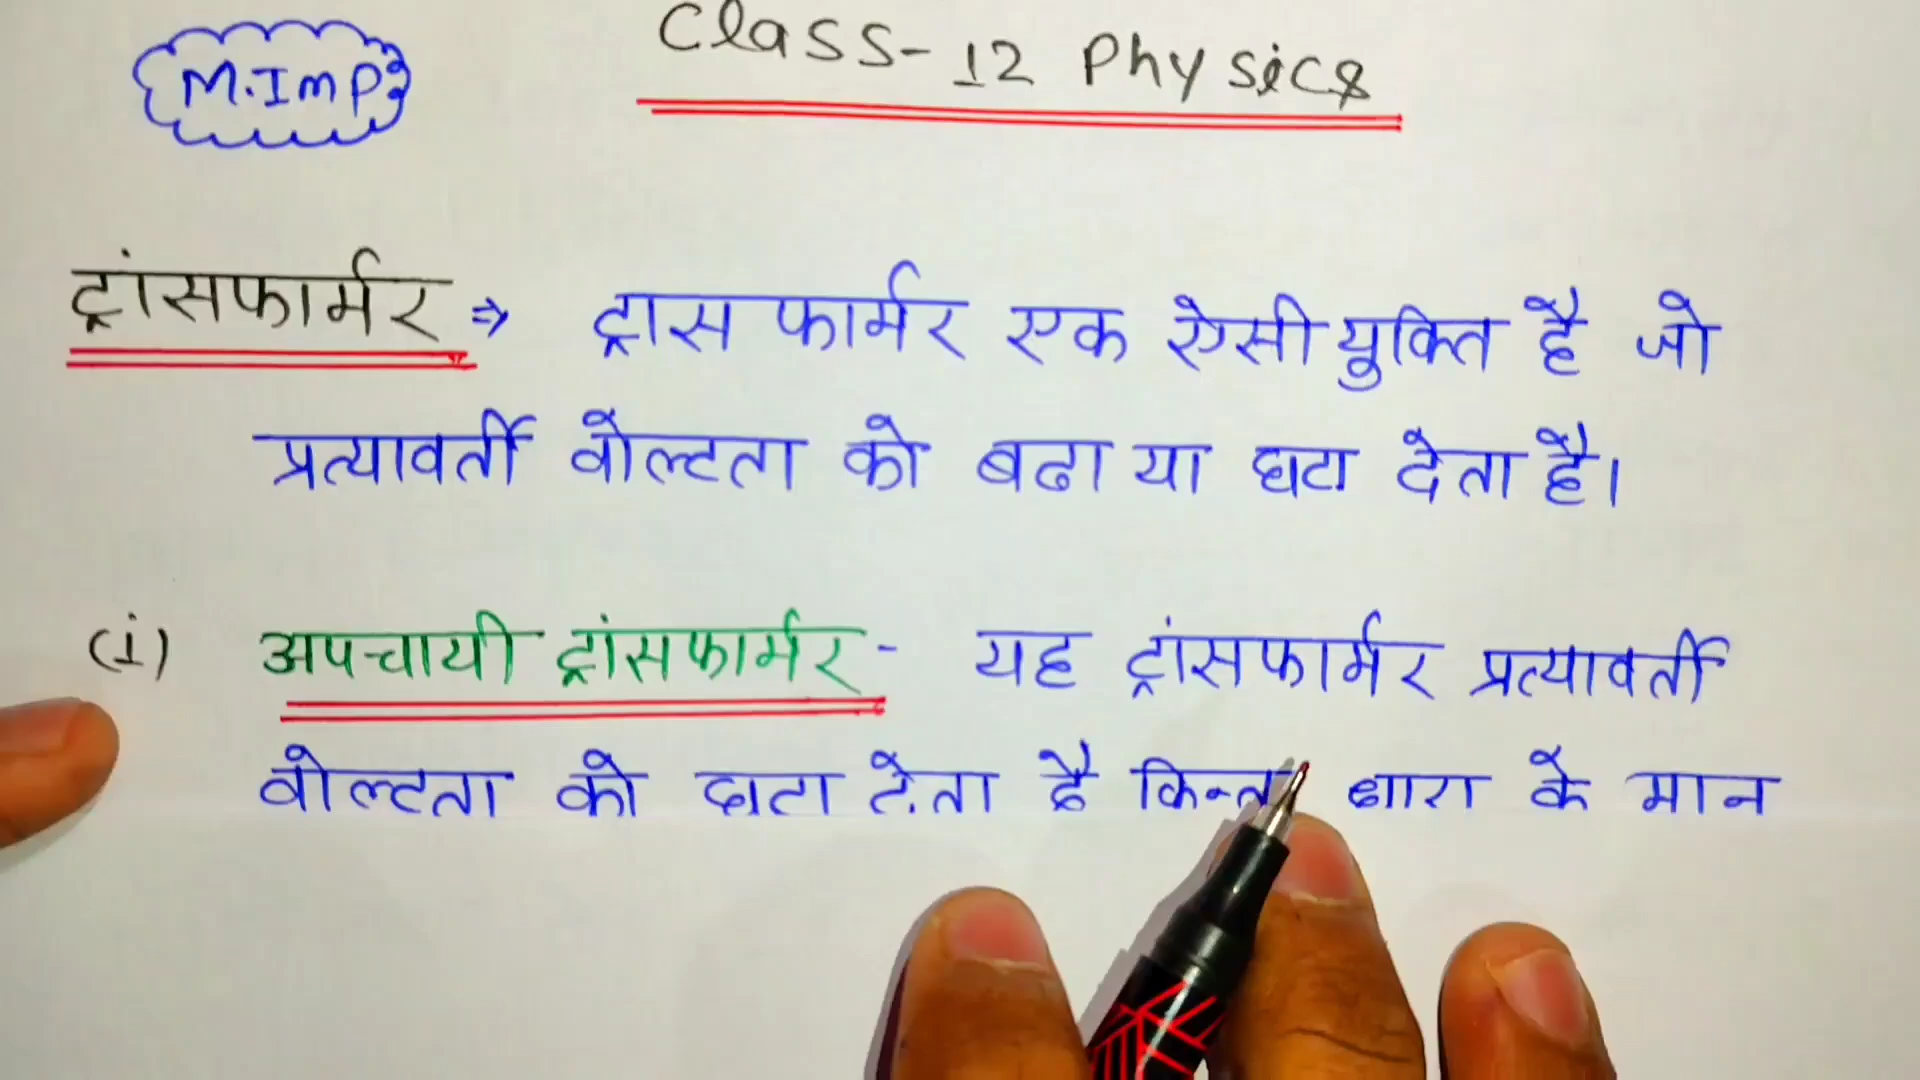 M.Imp
Class-12 Physics
ट्रांसफार्मर ⇒ ट्रासफार्मर एक ऐसी युक्ति है जो
प्रत्यावर्ती वोल्टता को बढा या घटा देता है।
(i) अपचायी ट्रांसफार्मर - यह ट्रांसफार्मर प्रत्यावर्ती
वोल्टता को घटा देता है किन्तु धारा के मान